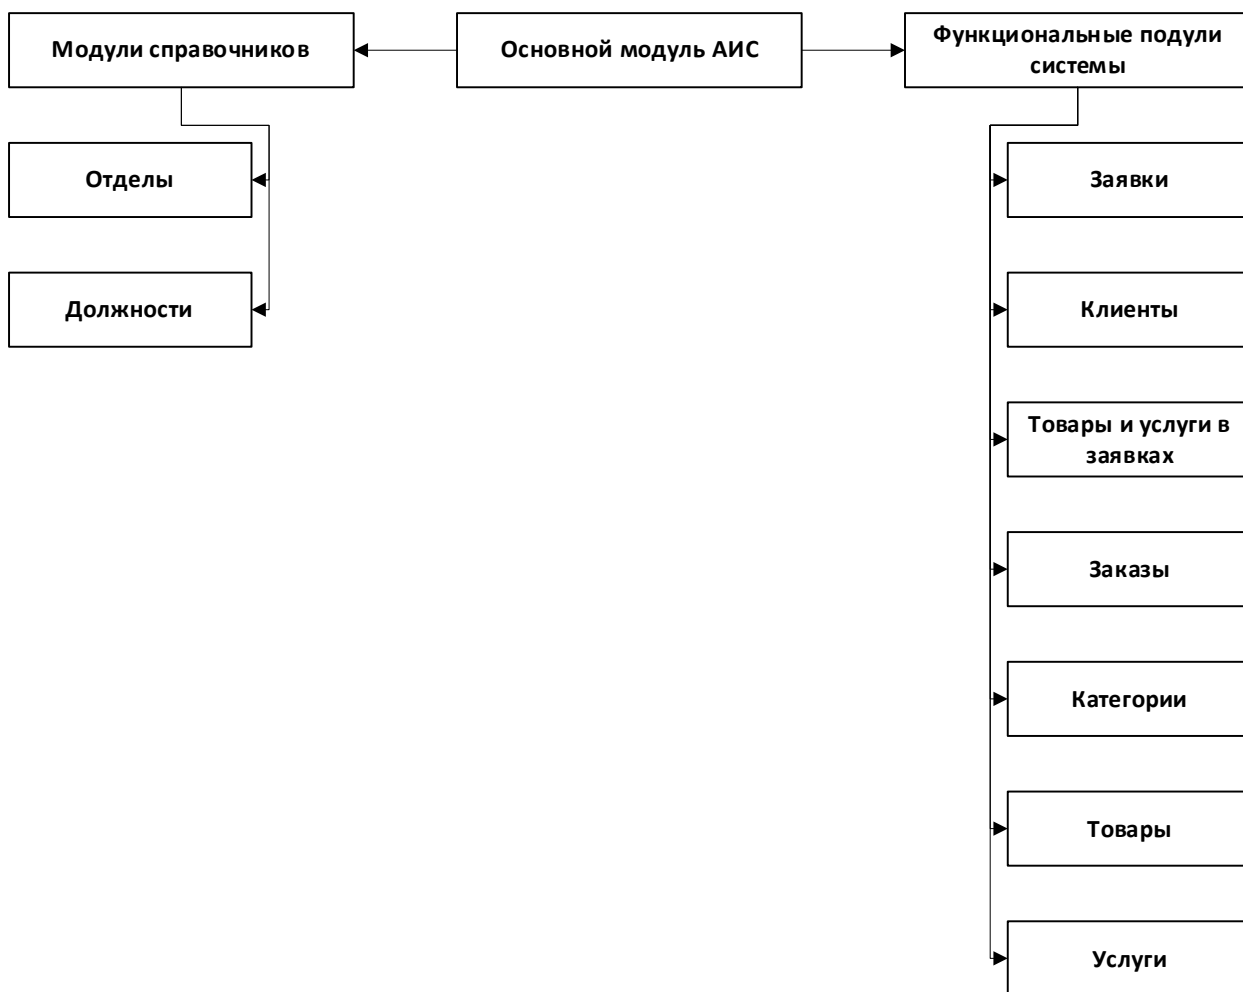 Модули справочников
Основной модуль АИС
Функциональные подули
системы
Отделы
Должности
Заявки
Клиенты
Товары и услуги в
заявках
Заказы
Категории
Товары
Услуги